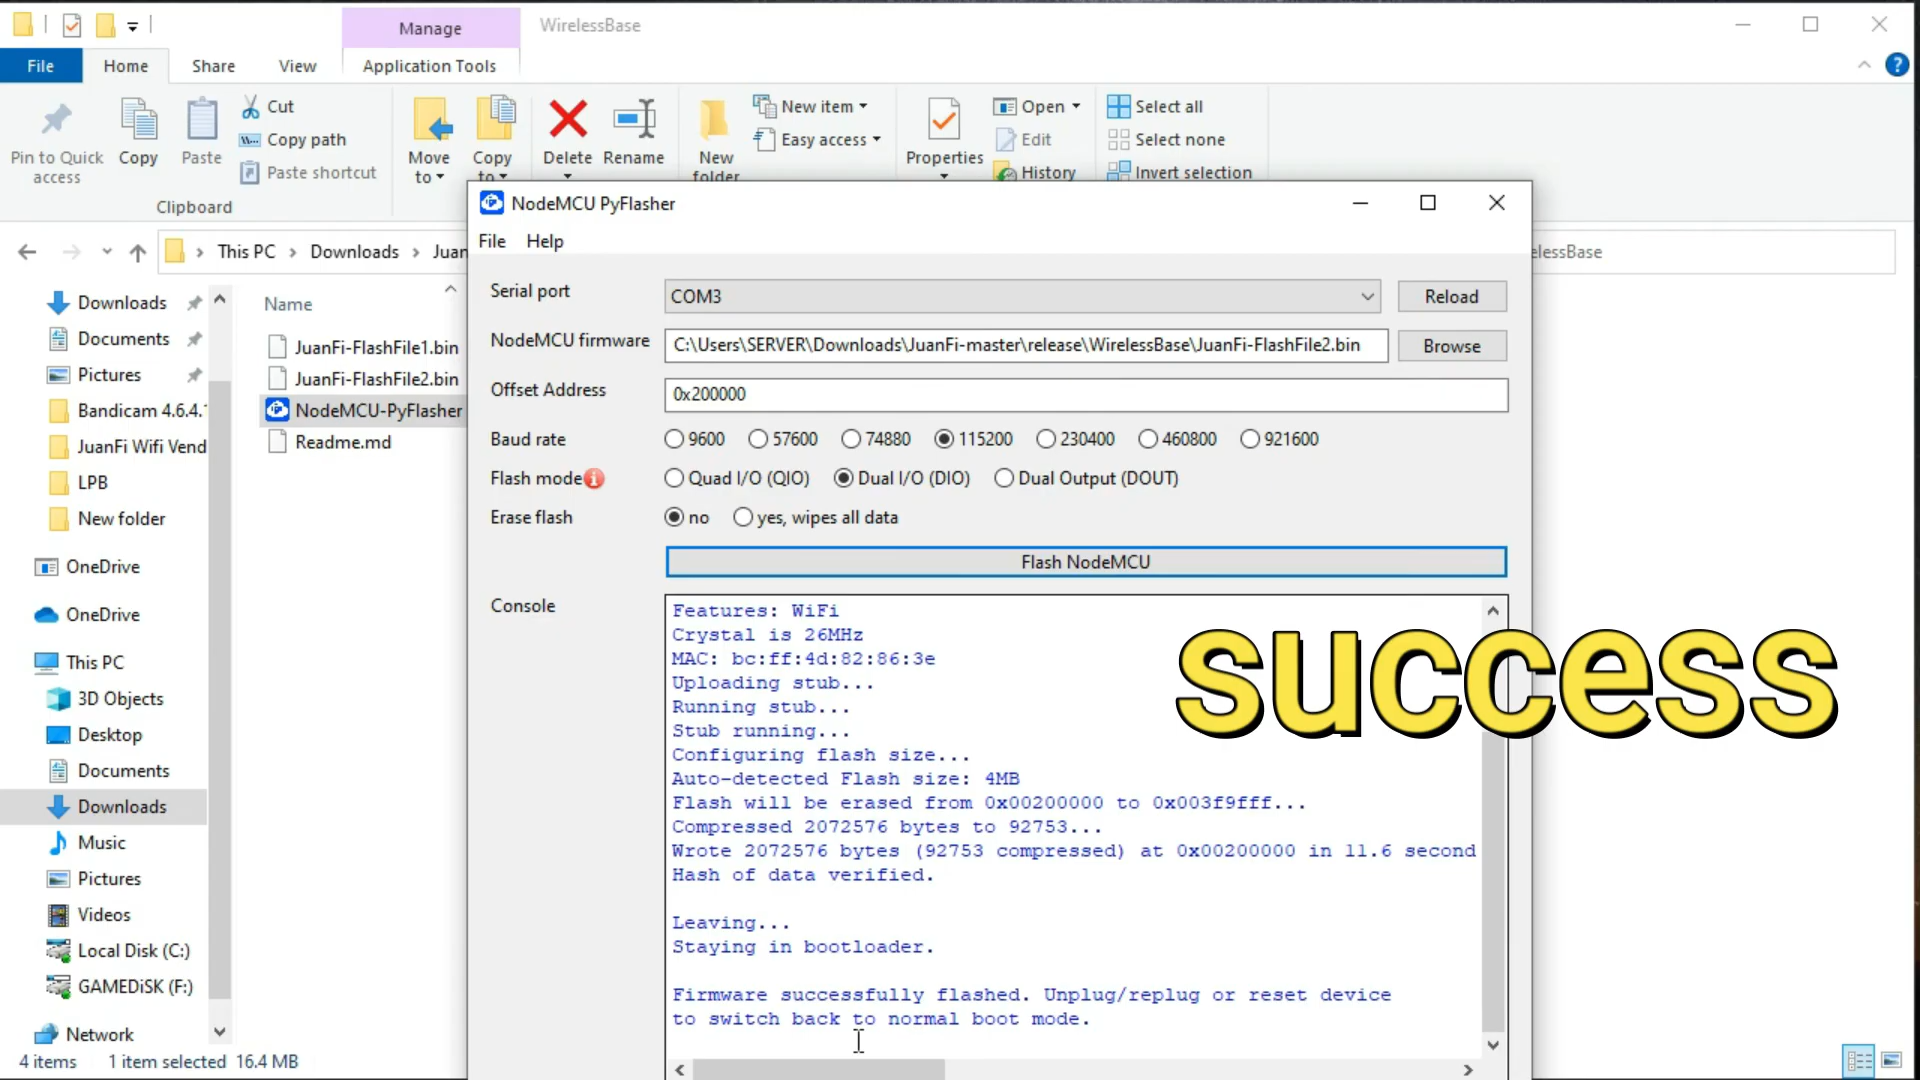 Manage
WirelessBase
File
Home
Share
View
Application Tools
Pin to Quick
access
Copy
Paste
Cut
Copy path
Paste shortcut
Clipboard
Move
to
Copy
to
Delete
Rename
New
folder
New item
Easy access
Properties
Open
Edit
History
Select all
Select none
Invert selection
This PC
Downloads
Juan
elessBase
Downloads
Documents
Pictures
Bandicam 4.6.4.
JuanFi Wifi Vend
LPB
New folder
OneDrive
OneDrive
This PC
3D Objects
Desktop
Documents
Downloads
Music
Pictures
Videos
Local Disk (C:)
GAMEDiSK (F:)
Network
4 items
1 item selected 16.4 MB
Name
JuanFi-FlashFile1.bin
JuanFi-FlashFile2.bin
NodeMCU-PyFlasher
Readme.md
NodeMCU PyFlasher
File Help
Serial port
COM3
Reload
NodeMCU firmware
C:\Users\SERVER\Downloads\JuanFi-master\release\WirelessBase\JuanFi-FlashFile2.bin
Browse
Offset Address
0x200000
Baud rate
9600 57600 74880 115200 230400 460800 921600
Flash mode
Quad I/O (QIO) Dual I/O (DIO) Dual Output (DOUT)
Erase flash
no yes, wipes all data
Flash NodeMCU
Console
Features: WiFi
Crystal is 26MHz
MAC: bc:ff:4d:82:86:3e
Uploading stub...
Running stub...
Stub running...
Configuring flash size...
Auto-detected Flash size: 4MB
Flash will be erased from 0x00200000 to 0x003f9fff...
Compressed 2072576 bytes to 92753...
Wrote 2072576 bytes (92753 compressed) at 0x00200000 in 11.6 second
Hash of data verified.
Leaving...
Staying in bootloader.
Firmware successfully flashed. Unplug/replug or reset device
to switch back to normal boot mode.
success